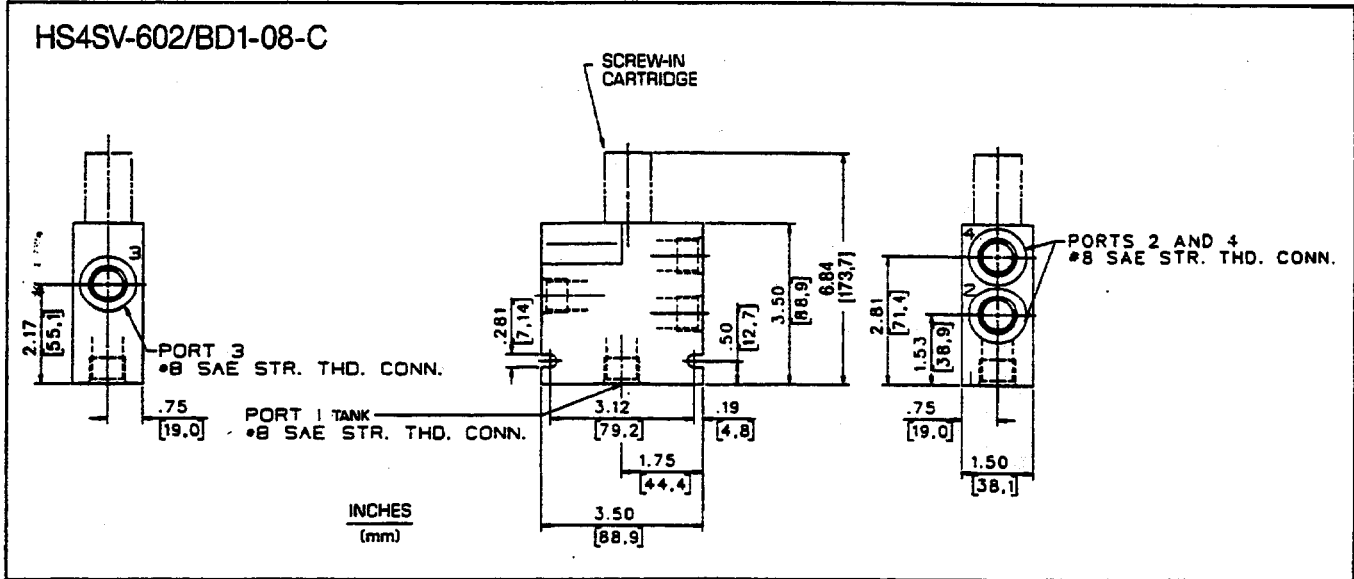 HS4SV-602/BD1-08-C
SCREW-IN
CARTRIDGE
3
2.17
[55,1]
PORT 3
#8 SAE STR. THD. CONN.
.75
[19,0]
PORT 1 TANK
#8 SAE STR. THD. CONN.
.281
[7,14]
.50
[12,7]
3.50
[88,9]
6.84
[173,7]
3.12
[79,2]
.19
[4,8]
1.75
[44,4]
3.50
[88,9]
INCHES
(mm)
4
2
1
PORTS 2 AND 4
#8 SAE STR. THD. CONN.
2.81
[71,4]
1.53
[38,9]
.75
[19,0]
1.50
[38,1]